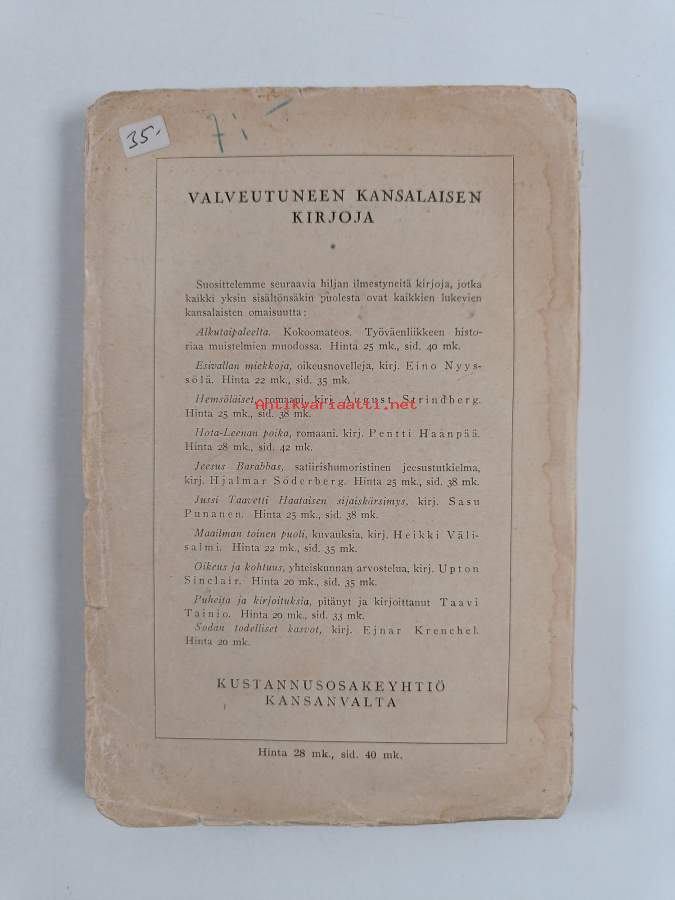 35.-
7:-
VALVEUTUNEEN KANSALAISEN
KIRJOJA
Suosittelemme seuraavia hiljan ilmestyneitä kirjoja, jotka
kaikki yksin sisältönsäkin puolesta ovat kaikkien lukevien
kansalaisten omaisuutta:
Alkutaipaleelta. Kokoomateos. Työväenliikkeen histo-
riaa muistelmien muodossa. Hinta 25 mk., sid. 40 mk.
Esivallan miekkoja, oikeusnovelleja, kirj. Eino Nyys-
sölä. Hinta 22 mk., sid. 35 mk.
Hemsöläiset, romaani, kirj. August Strindberg.
Antikvariaatti.net
Hinta 25 mk., sid. 38 mk.
Hota-Leenan poika, romaani. kirj. Pentti Haanpää.
Hinta 28 mk., sid. 42 mk.
Jeesus Barabbas, satiirishumoristinen jeesustutkielma,
kirj. Hjalmar Söderberg. Hinta 25 mk., sid. 38 mk.
Jussi Taavetti Haataisen sijaiskärsimys, kirj. Sasu
Punanen. Hinta 25 mk., sid. 38 mk.
Maailman toinen puoli, kuvauksia, kirj. Heikki Väli-
salmi. Hinta 22 mk., sid. 35 mk.
Oikeus ja kohtuus, yhteiskunnan arvostelua, kirj. Upton
Sinclair. Hinta 20 mk., sid. 35 mk.
Puheita ja kirjoituksia, pitänyt ja kirjoittanut Taavi
Tainio. Hinta 20 mk., sid. 33 mk.
Sodan todelliset kasvot, kirj. Ejnar Krenchel.
Hinta 20 mk.
KUSTANNUSOSAKEYHTIÖ
KANSANVALTA
Hinta 28 mk., sid. 40 mk.